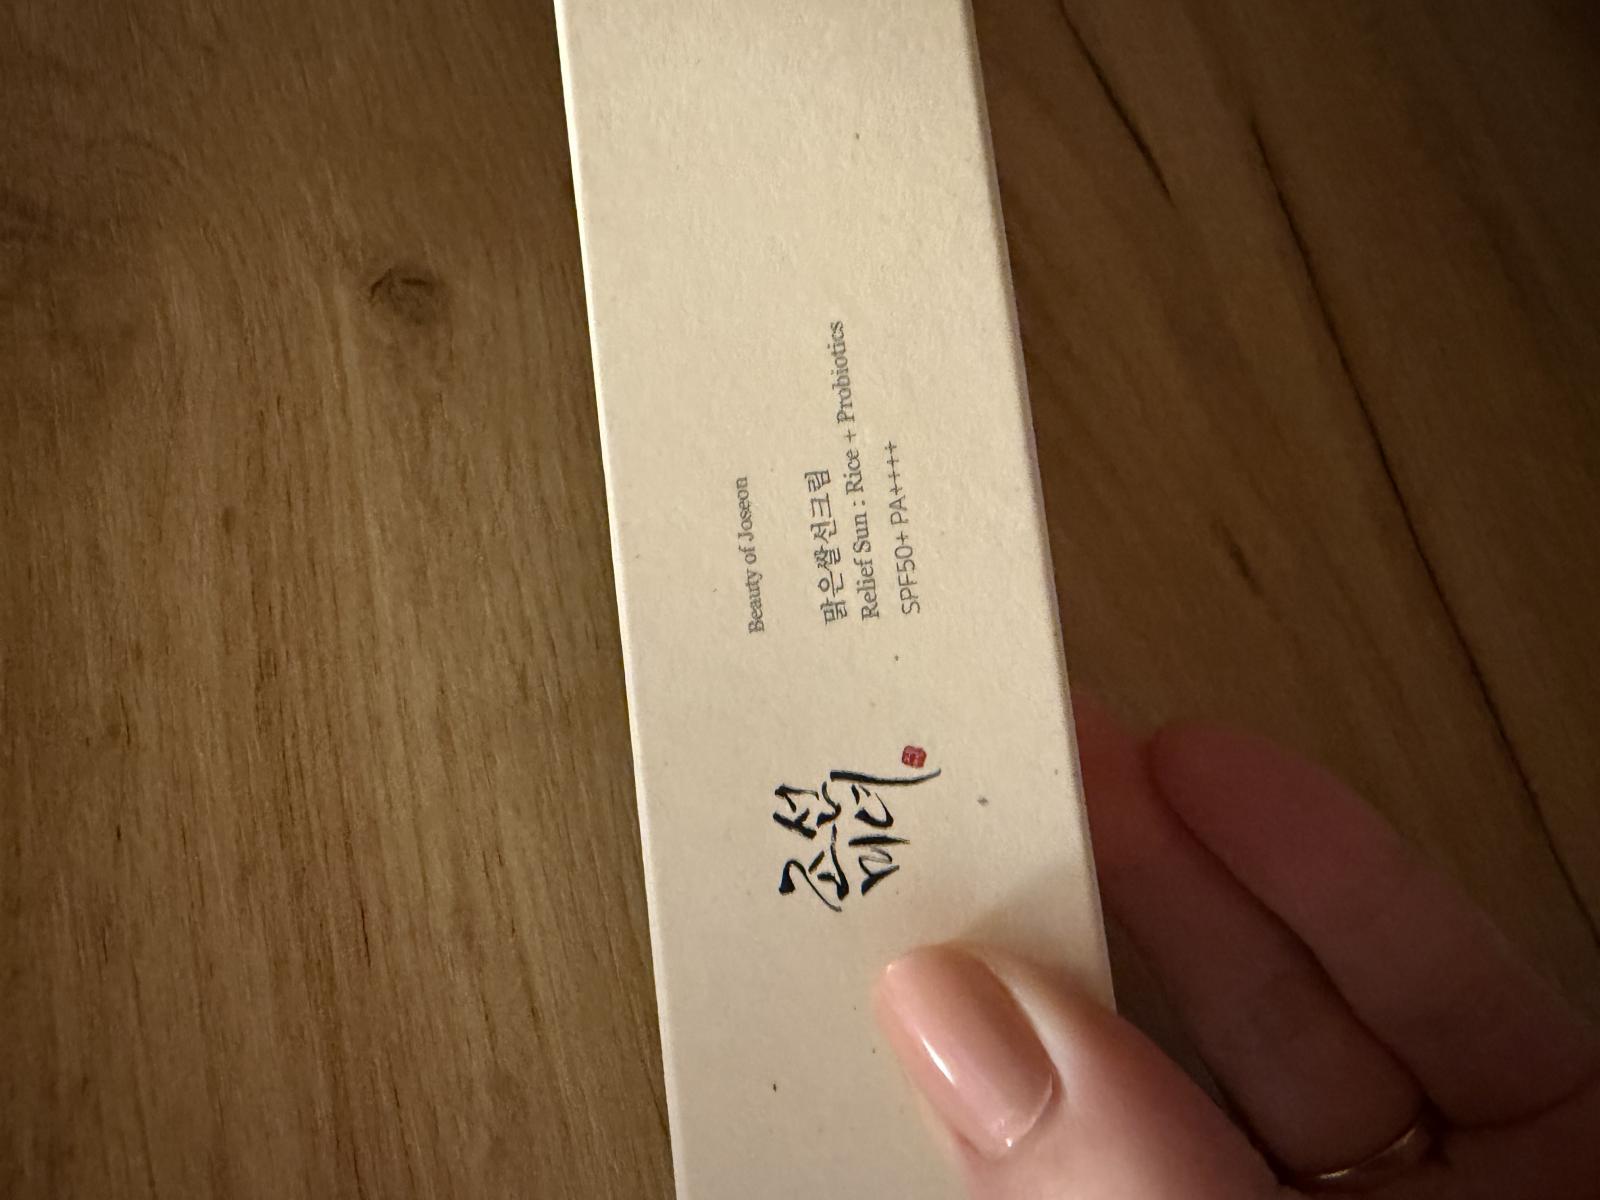 조선
미녀
Beauty of Joseon
맑은쌀선크림
Relief Sun : Rice + Probiotics
SPF50+ PA++++